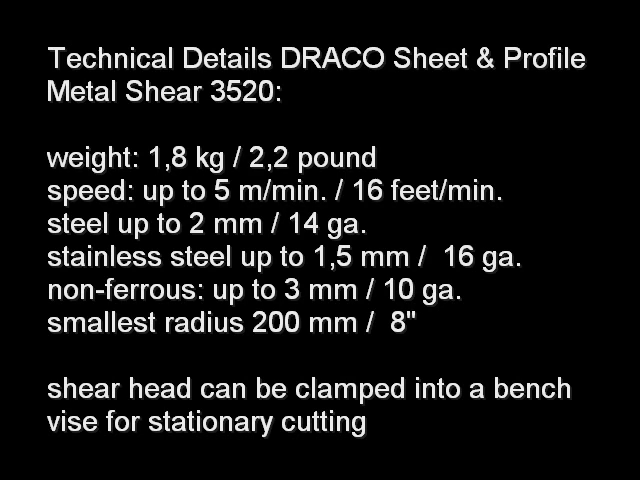 Technical Details DRACO Sheet & Profile
Metal Shear 3520:
weight: 1,8 kg / 2,2 pound
speed: up to 5 m/min. / 16 feet/min.
steel up to 2 mm / 14 ga.
stainless steel up to 1,5 mm /  16 ga.
non-ferrous: up to 3 mm / 10 ga.
smallest radius 200 mm /  8"
shear head can be clamped into a bench
vise for stationary cutting